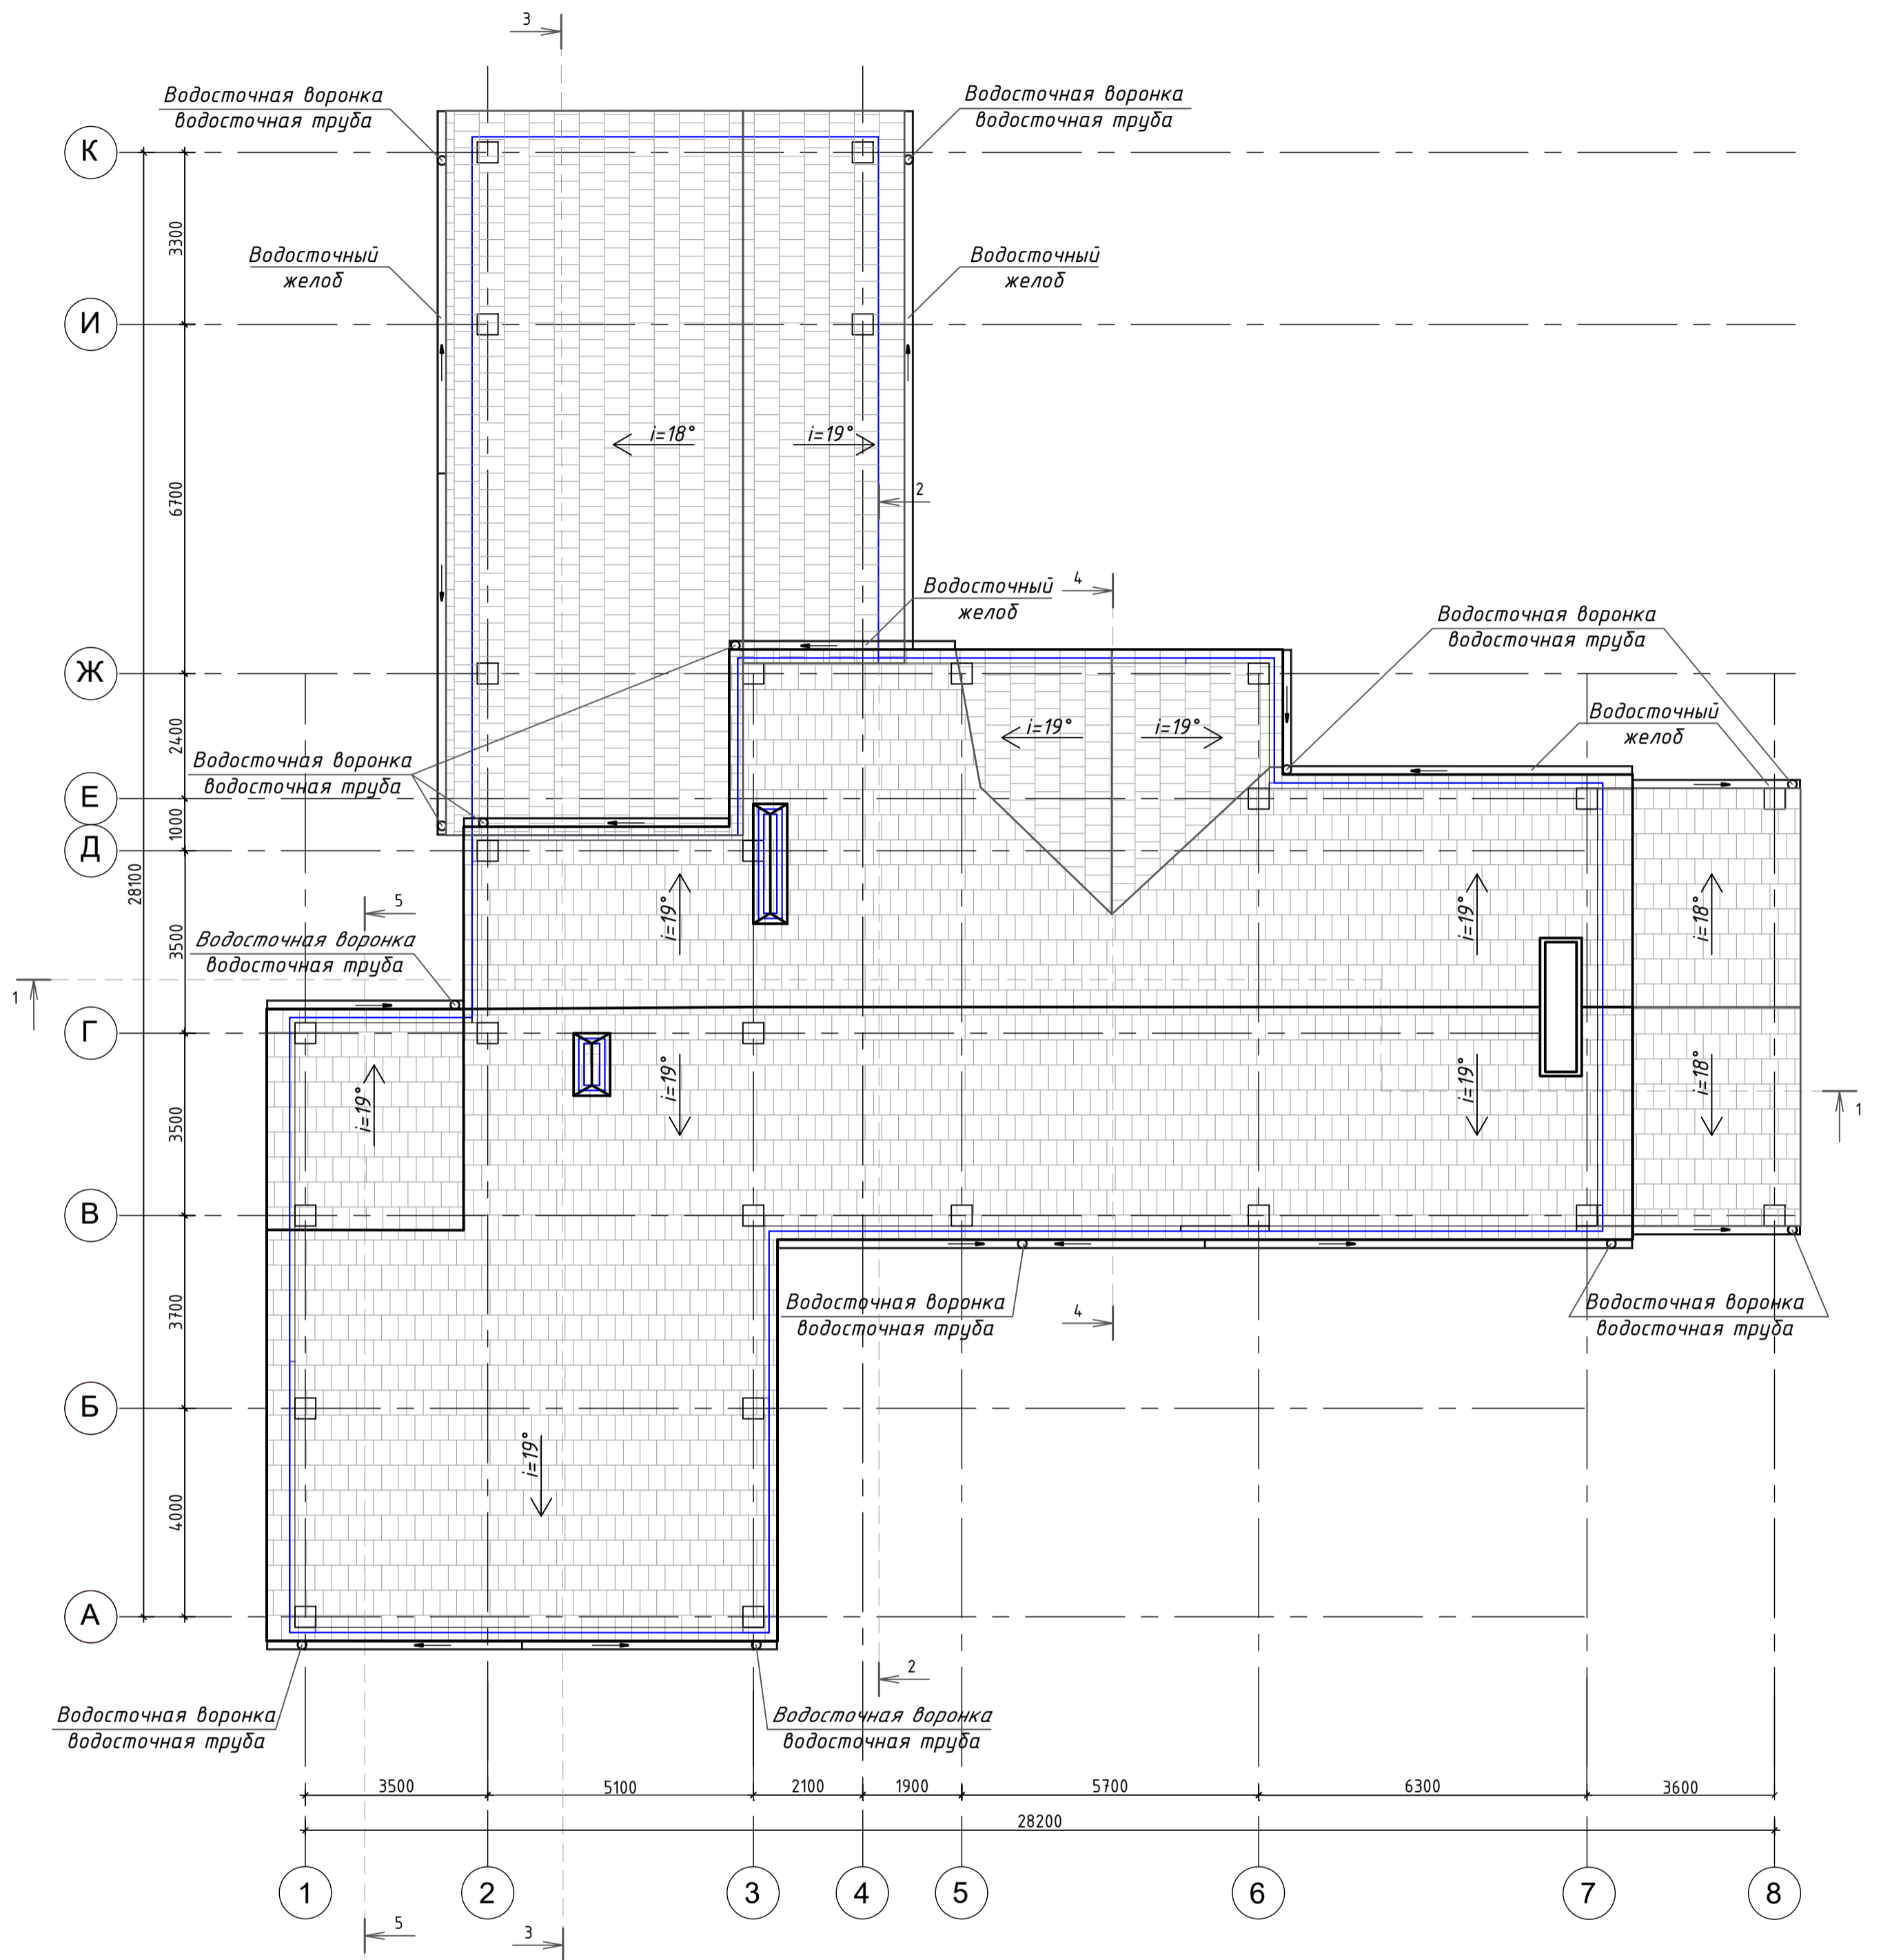 3
Водосточная воронка
водосточная труба
Водосточная воронка
водосточная труба
К
3300
Водосточный
желоб
Водосточный
желоб
И
i=18°
i=19°
6700
2
Водосточный
желоб
4
Водосточная воронка
водосточная труба
Ж
2400
i=19°
i=19°
Водосточный
желоб
Водосточная воронка
водосточная труба
Е
1000
Д
28100
5
3500
i=19°
i=19°
i=18°
Водосточная воронка
водосточная труба
1
Г
i=19°
i=19°
i=19°
i=18°
3500
1
В
3700
Водосточная воронка
водосточная труба
4
Водосточная воронка
водосточная труба
Б
i=19°
4000
А
2
Водосточная воронка
водосточная труба
Водосточная воронка
водосточная труба
3500
5100
2100
1900
5700
6300
3600
28200
1
2
3
4
5
6
7
8
5
3